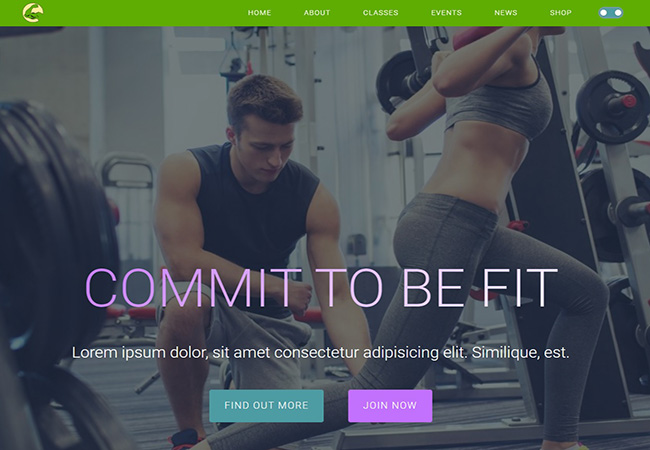 HOME ABOUT CLASSES EVENTS NEWS SHOP
COMMIT TO BE FIT
Lorem ipsum dolor, sit amet consectetur adipisicing elit. Similique, est.
FIND OUT MORE JOIN NOW